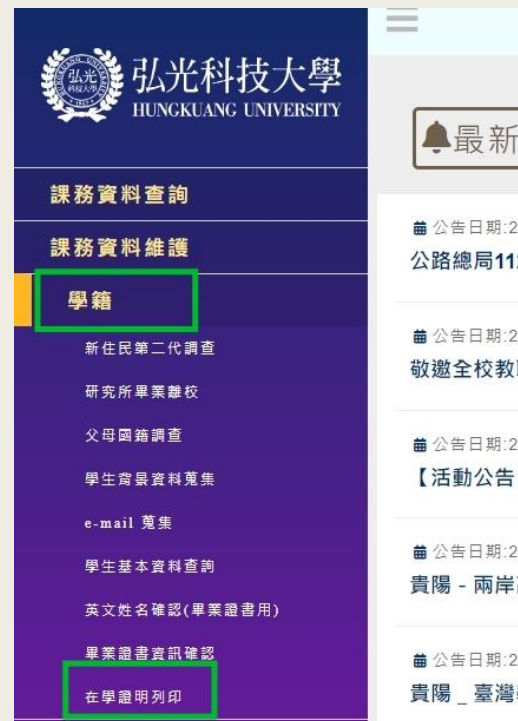 弘光
科技大學
弘光科技大學
HUNGKUANG UNIVERSITY
課務資料查詢
課務資料維護
學籍
新住民第二代調查
研究所畢業離校
父母國籍調查
學生背景資料蒐集
e-mail 蒐集
學生基本資料查詢
英文姓名確認(畢業證書用)
畢業證書資訊確認
在學證明列印
最新
公告日期:2
公路總局11
公告日期:2
敬邀全校教
公告日期:2
【活動公告
公告日期:2
貴陽 - 兩岸
公告日期:2
貴陽 _ 臺灣